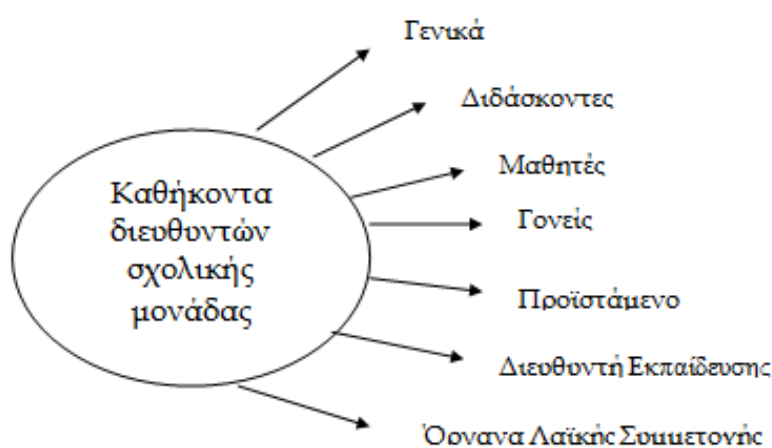 Γενικά
Διδάσκοντες
Μαθητές
Γονείς
Προϊστάμενο
Διευθυντή Εκπαίδευσης
Όργανα Λαϊκής Συμμετοχής
Καθήκοντα
διευθυντών
σχολικής
μονάδας